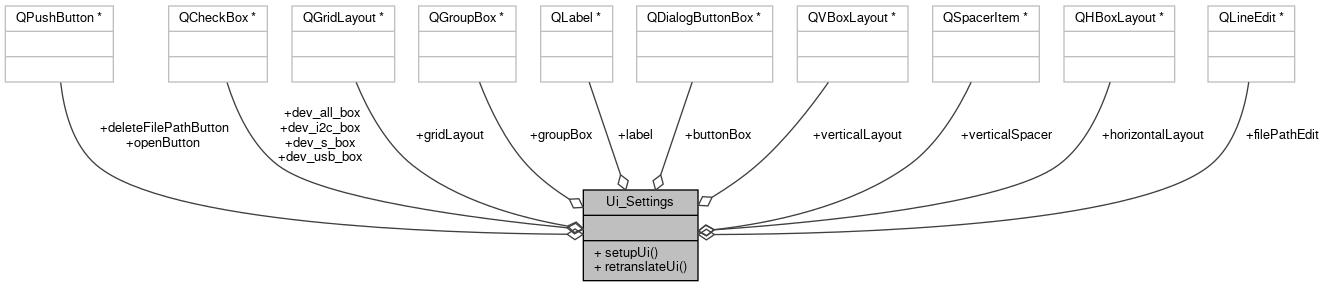 QPushButton *
QCheckBox *
QGridLayout *
QGroupBox *
QLabel *
QDialogButtonBox *
QVBoxLayout *
QSpacerItem *
QHBoxLayout *
QLineEdit *
+deleteFilePathButton
+openButton
+dev_all_box
+dev_i2c_box
+dev_s_box
+dev_usb_box
+gridLayout
+groupBox
+label
+buttonBox
+verticalLayout
+verticalSpacer
+horizontalLayout
+filePathEdit
Ui_Settings
+ setupUi()
+ retranslateUi()